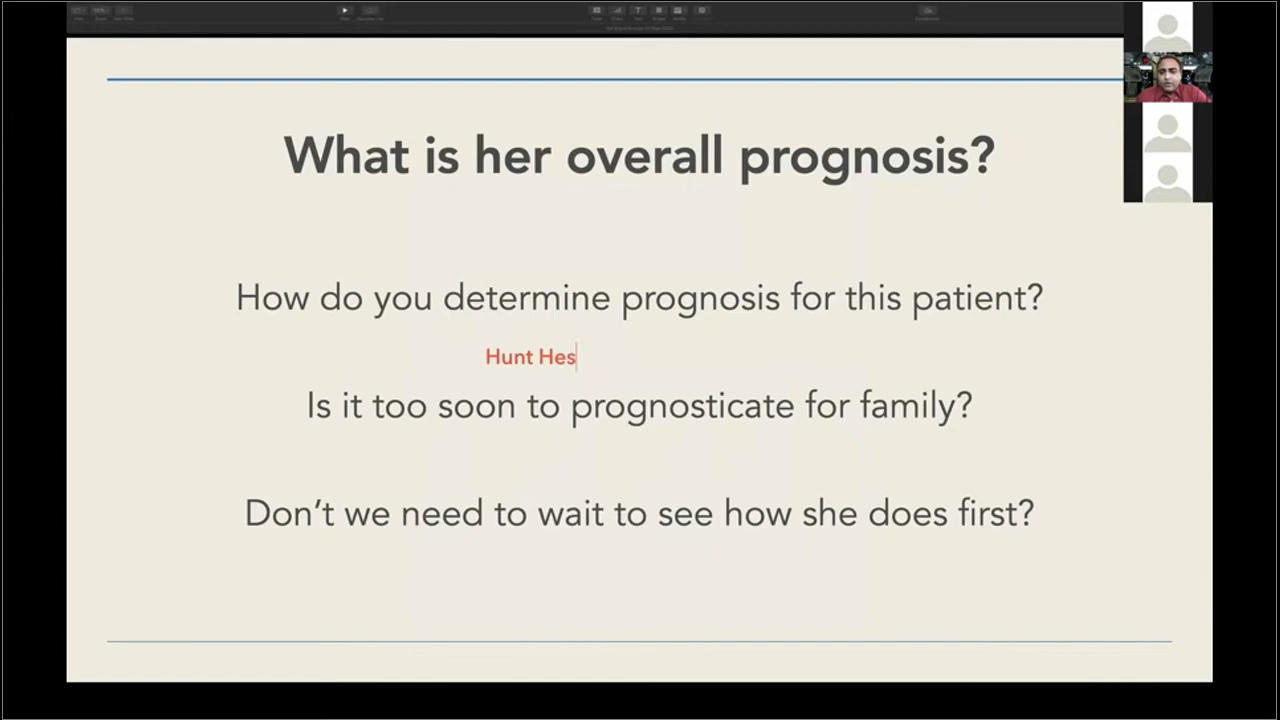 What is her overall prognosis?
How do you determine prognosis for this patient?
Hunt Hes
Is it too soon to prognosticate for family?
Don't we need to wait to see how she does first?